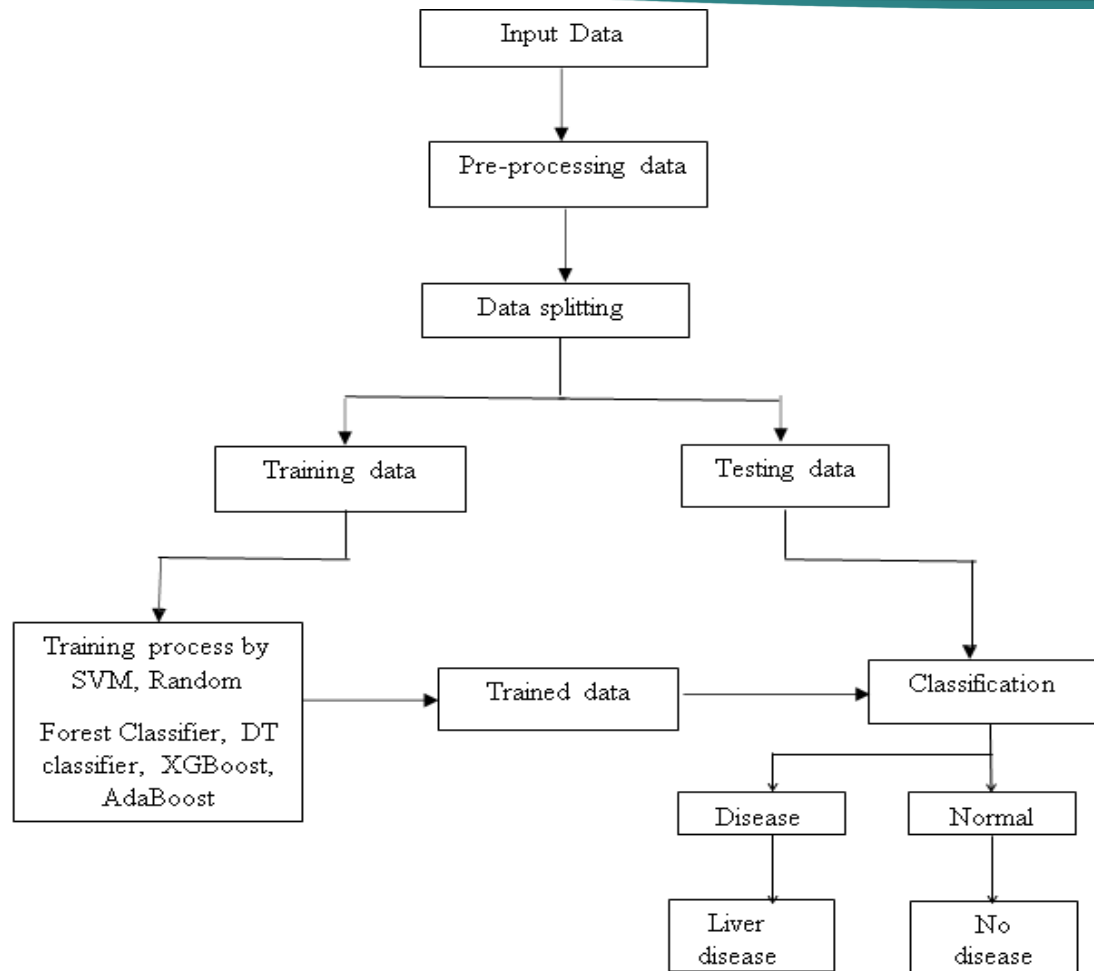 Input Data
Pre-processing data
Data splitting
Training data
Testing data
Training process by
SVM, Random
Forest Classifier, DT
classifier, XGBoost,
AdaBoost
Trained data
Classification
Disease
Normal
Liver
disease
No
disease